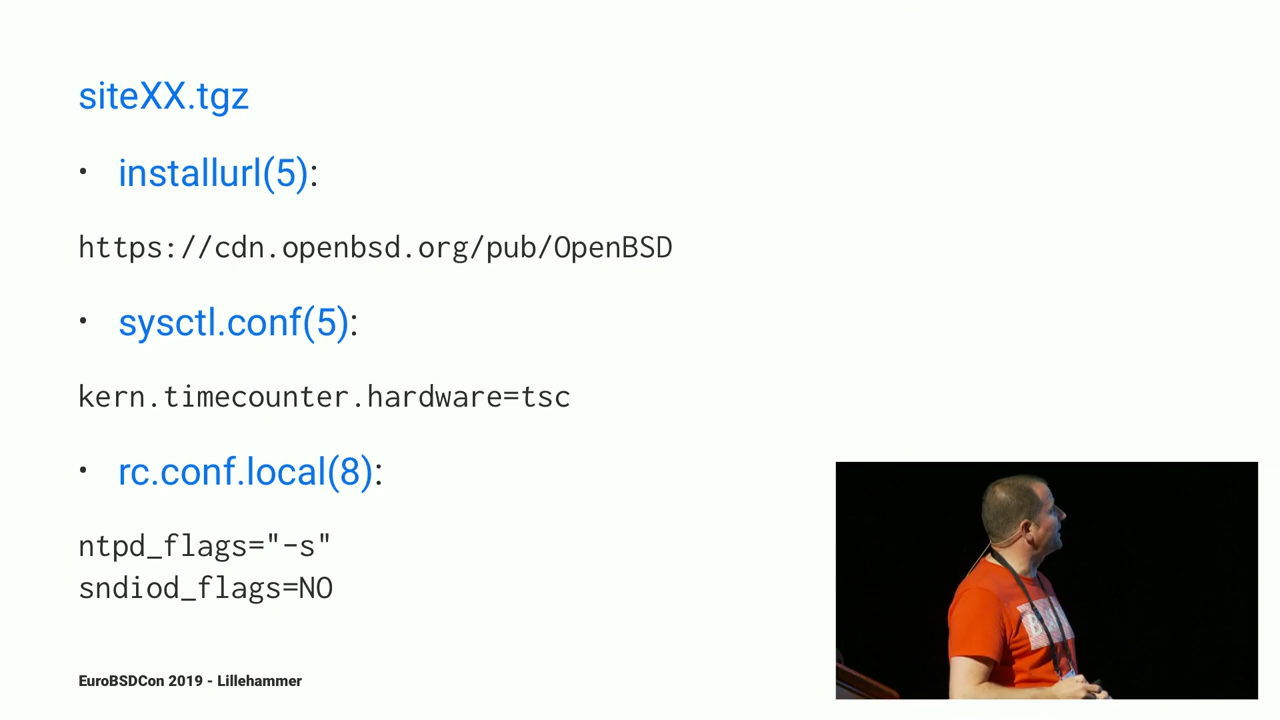 siteXX.tgz
• installurl(5):
https://cdn.openbsd.org/pub/OpenBSD
• sysctl.conf(5):
kern.timecounter.hardware=tsc
• rc.conf.local(8):
ntpd_flags="-s"
sndiod_flags=NO
EuroBSDCon 2019 - Lillehammer